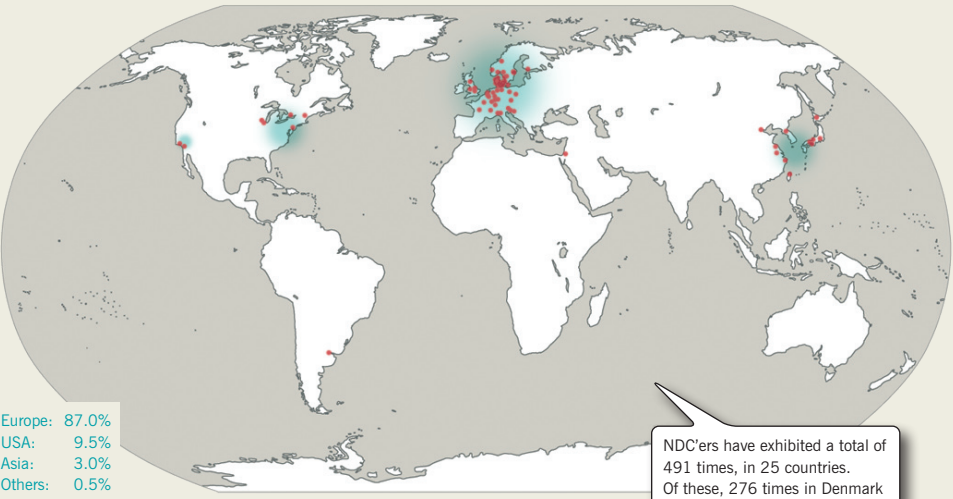 Europe: 87.0%
USA: 9.5%
Asia: 3.0%
Others: 0.5%
NDC'ers have exhibited a total of
491 times, in 25 countries.
Of these, 276 times in Denmark